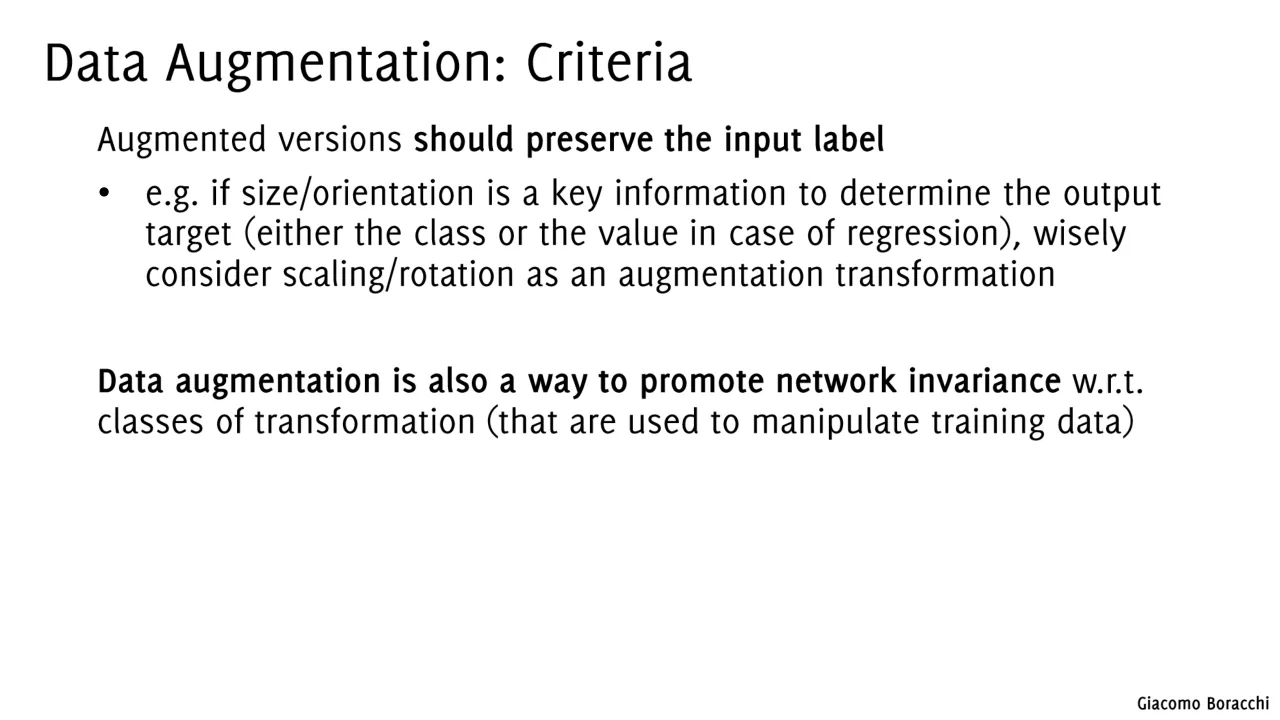 Data Augmentation: Criteria
Augmented versions should preserve the input label
• e.g. if size/orientation is a key information to determine the output
target (either the class or the value in case of regression), wisely
consider scaling/rotation as an augmentation transformation
Data augmentation is also a way to promote network invariance w.r.t.
classes of transformation (that are used to manipulate training data)
Giacomo Boracchi